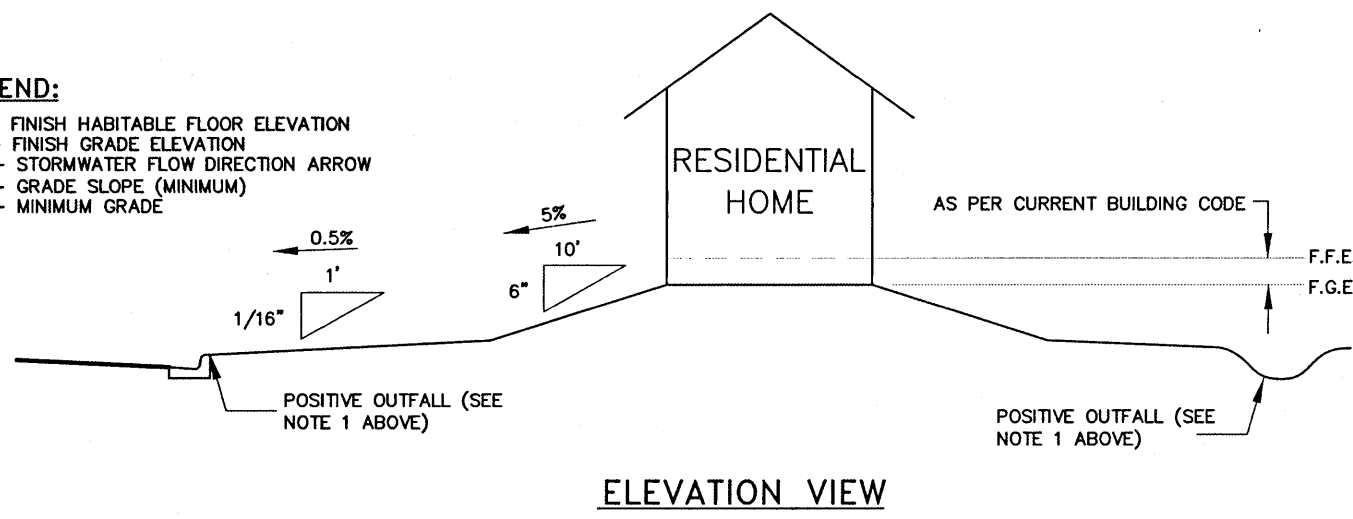 END:
FINISH HABITABLE FLOOR ELEVATION
- FINISH GRADE ELEVATION
- STORMWATER FLOW DIRECTION ARROW
- GRADE SLOPE (MINIMUM)
- MINIMUM GRADE
RESIDENTIAL
HOME
AS PER CURRENT BUILDING CODE
5%
0.5%
10'
6"
1'
1/16"
F.F.E
F.G.E
POSITIVE OUTFALL (SEE
NOTE 1 ABOVE)
POSITIVE OUTFALL (SEE
NOTE 1 ABOVE)
ELEVATION VIEW